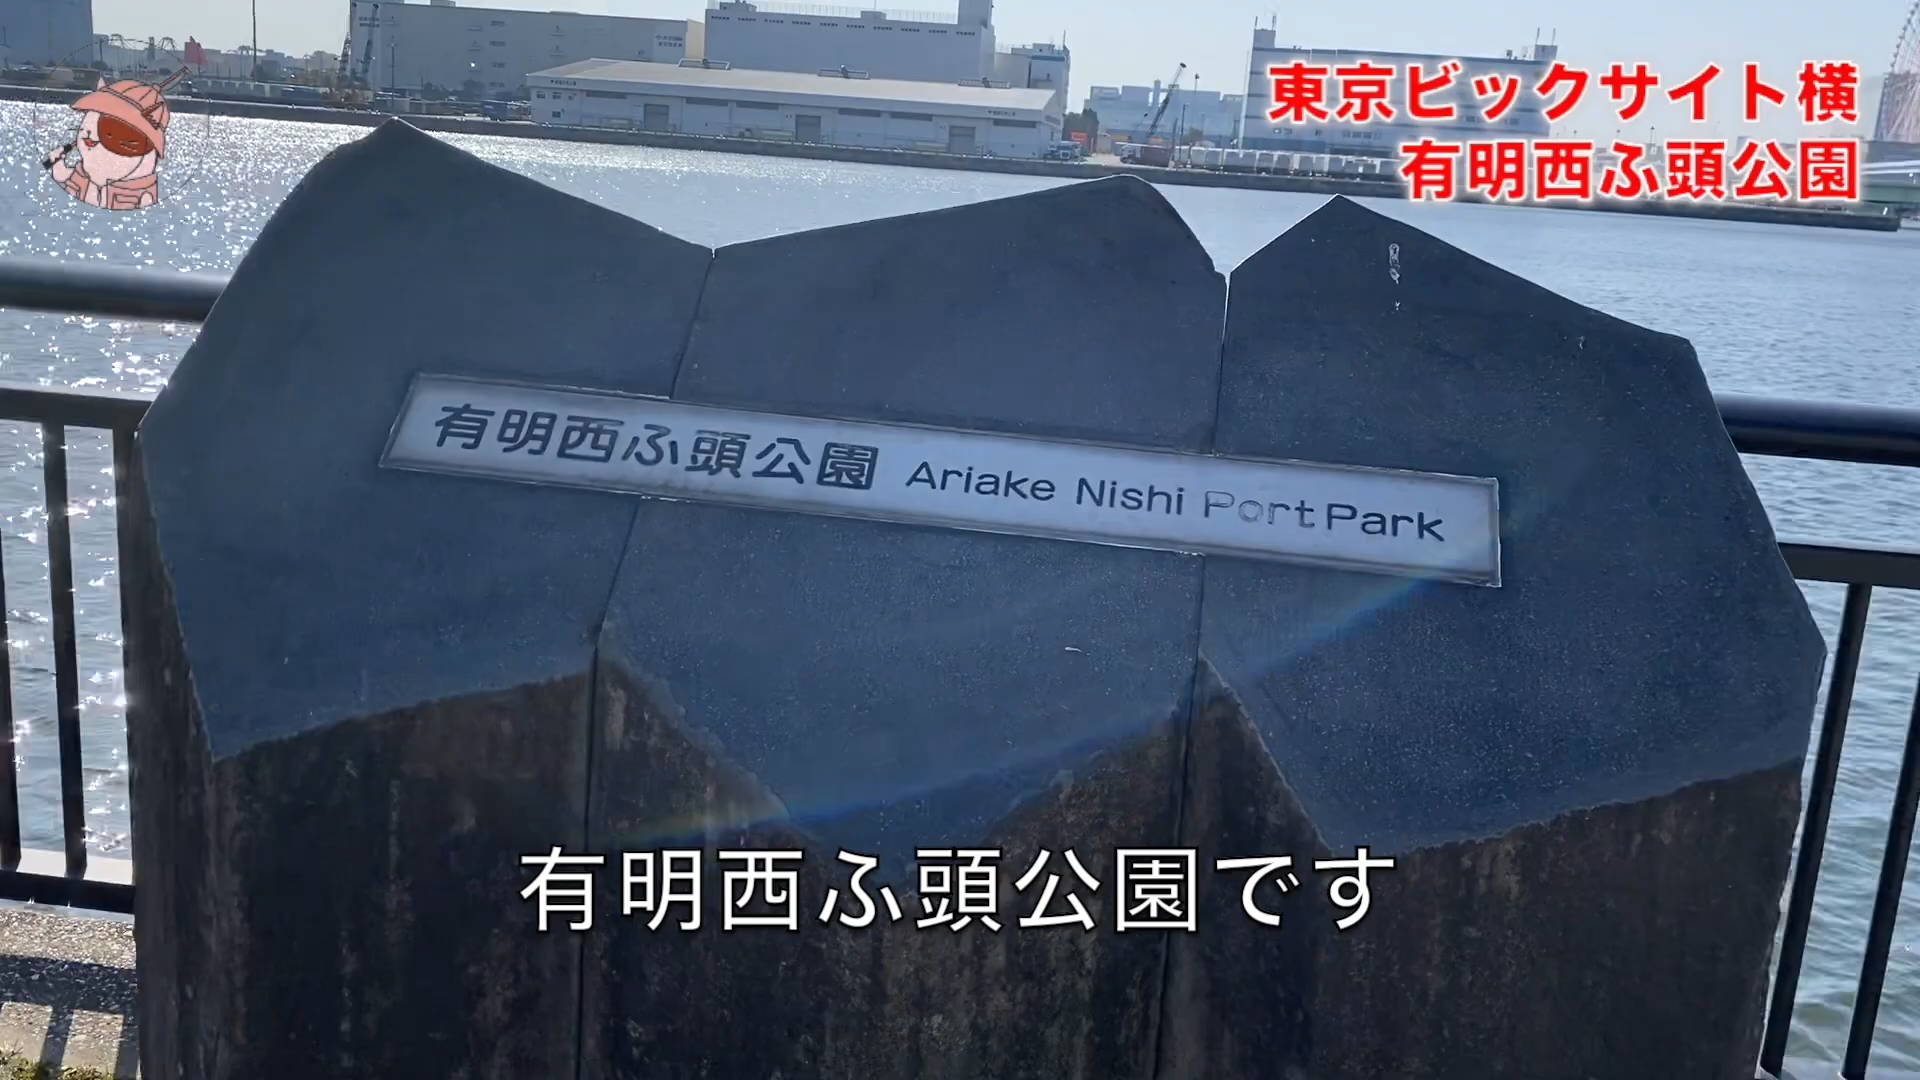 東京ビックサイト横
有明西ふ頭公園
有明西ふ頭公園 Ariake Nishi Port Park
有明西ふ頭公園です